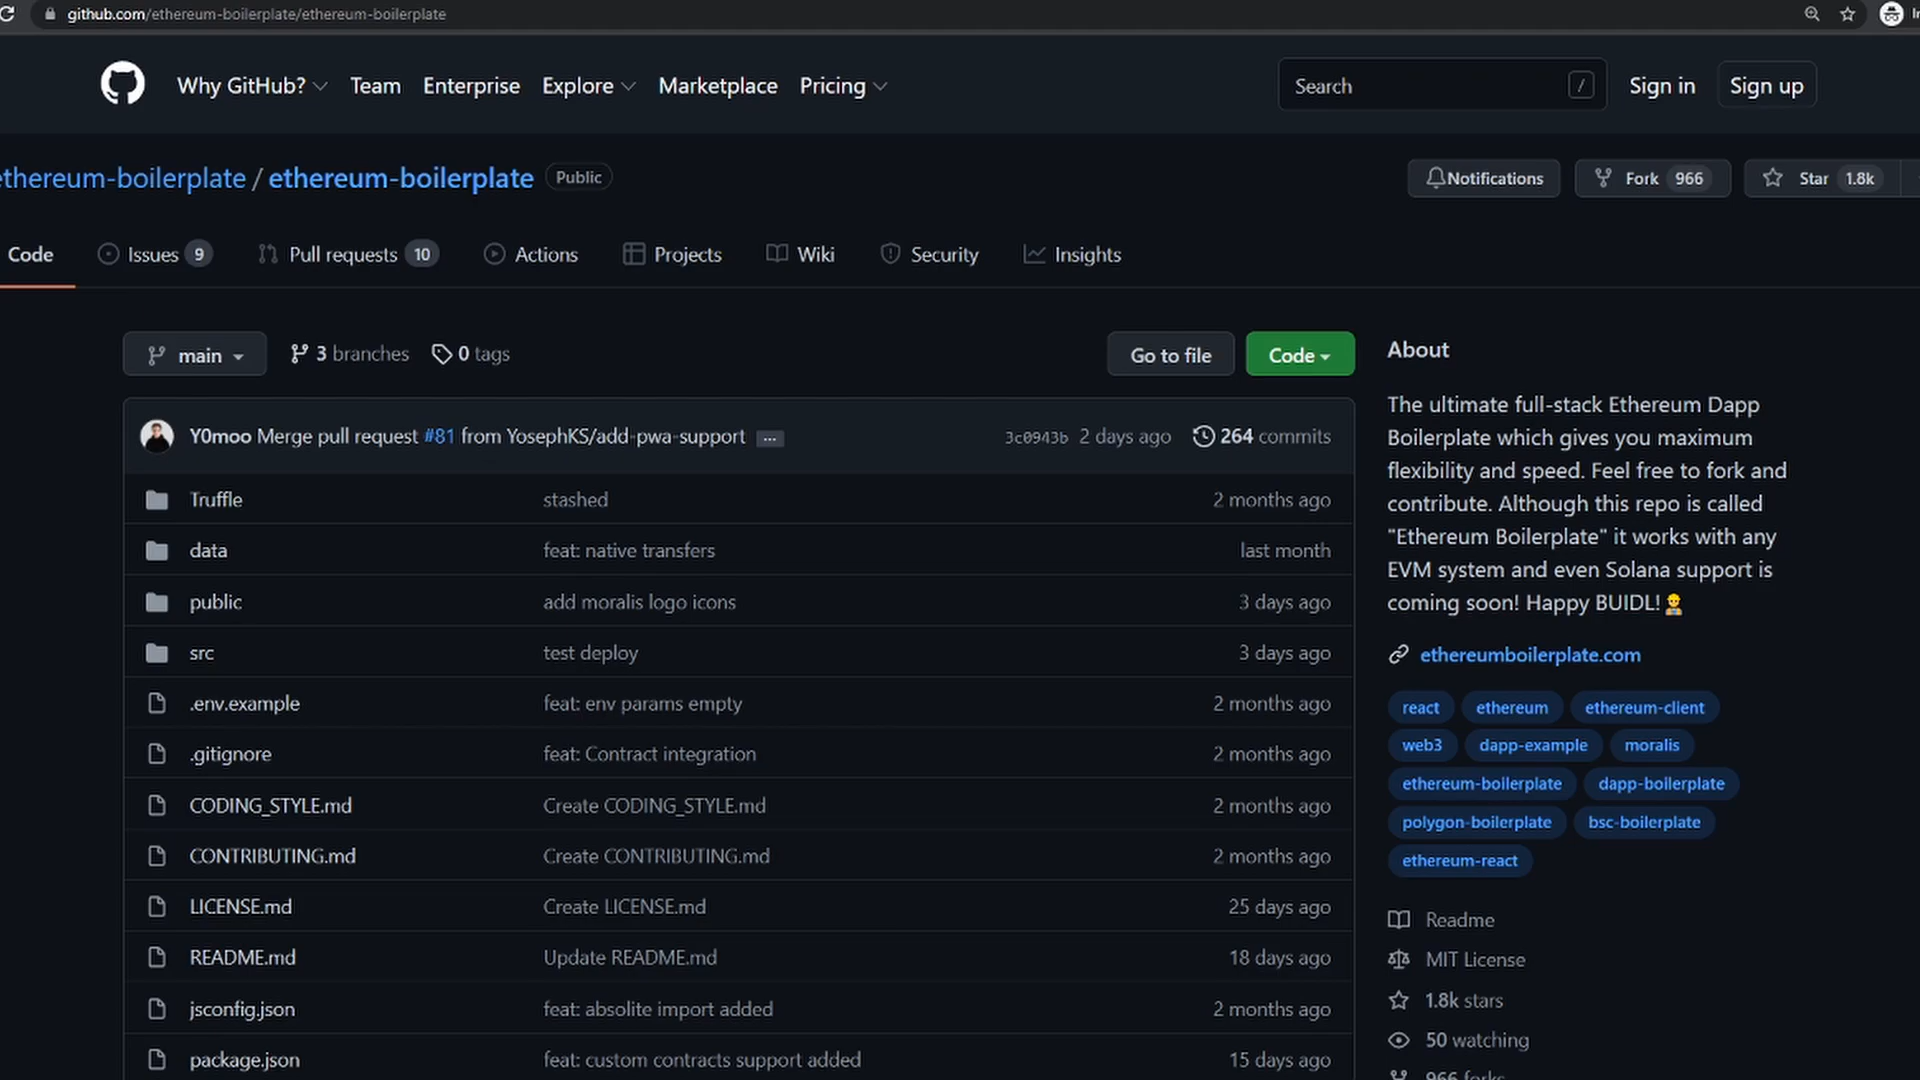 github.com/ethereum-boilerplate/ethereum-boilerplate
Why GitHub? Team Enterprise Explore Marketplace Pricing Search / Sign in Sign up
ethereum-boilerplate / ethereum-boilerplate Public Notifications Fork 966 Star 1.8k
Code Issues 9 Pull requests 10 Actions Projects Wiki Security Insights
main 3 branches 0 tags Go to file Code
Y0moo Merge pull request #81 from YosephKS/add-pwa-support ... 3c0943b 2 days ago 264 commits
Truffle stashed 2 months ago
data feat: native transfers last month
public add moralis logo icons 3 days ago
src test deploy 3 days ago
.env.example feat: env params empty 2 months ago
.gitignore feat: Contract integration 2 months ago
CODING_STYLE.md Create CODING_STYLE.md 2 months ago
CONTRIBUTING.md Create CONTRIBUTING.md 2 months ago
LICENSE.md Create LICENSE.md 25 days ago
README.md Update README.md 18 days ago
jsconfig.json feat: absolite import added 2 months ago
package.json feat: custom contracts support added 15 days ago
About
The ultimate full-stack Ethereum Dapp
Boilerplate which gives you maximum
flexibility and speed. Feel free to fork and
contribute. Although this repo is called
"Ethereum Boilerplate" it works with any
EVM system and even Solana support is
coming soon! Happy BUIDL!👷‍♂️
ethereumboilerplate.com
react ethereum ethereum-client
web3 dapp-example moralis
ethereum-boilerplate dapp-boilerplate
polygon-boilerplate bsc-boilerplate
ethereum-react
Readme
MIT License
1.8k stars
50 watching
966 forks